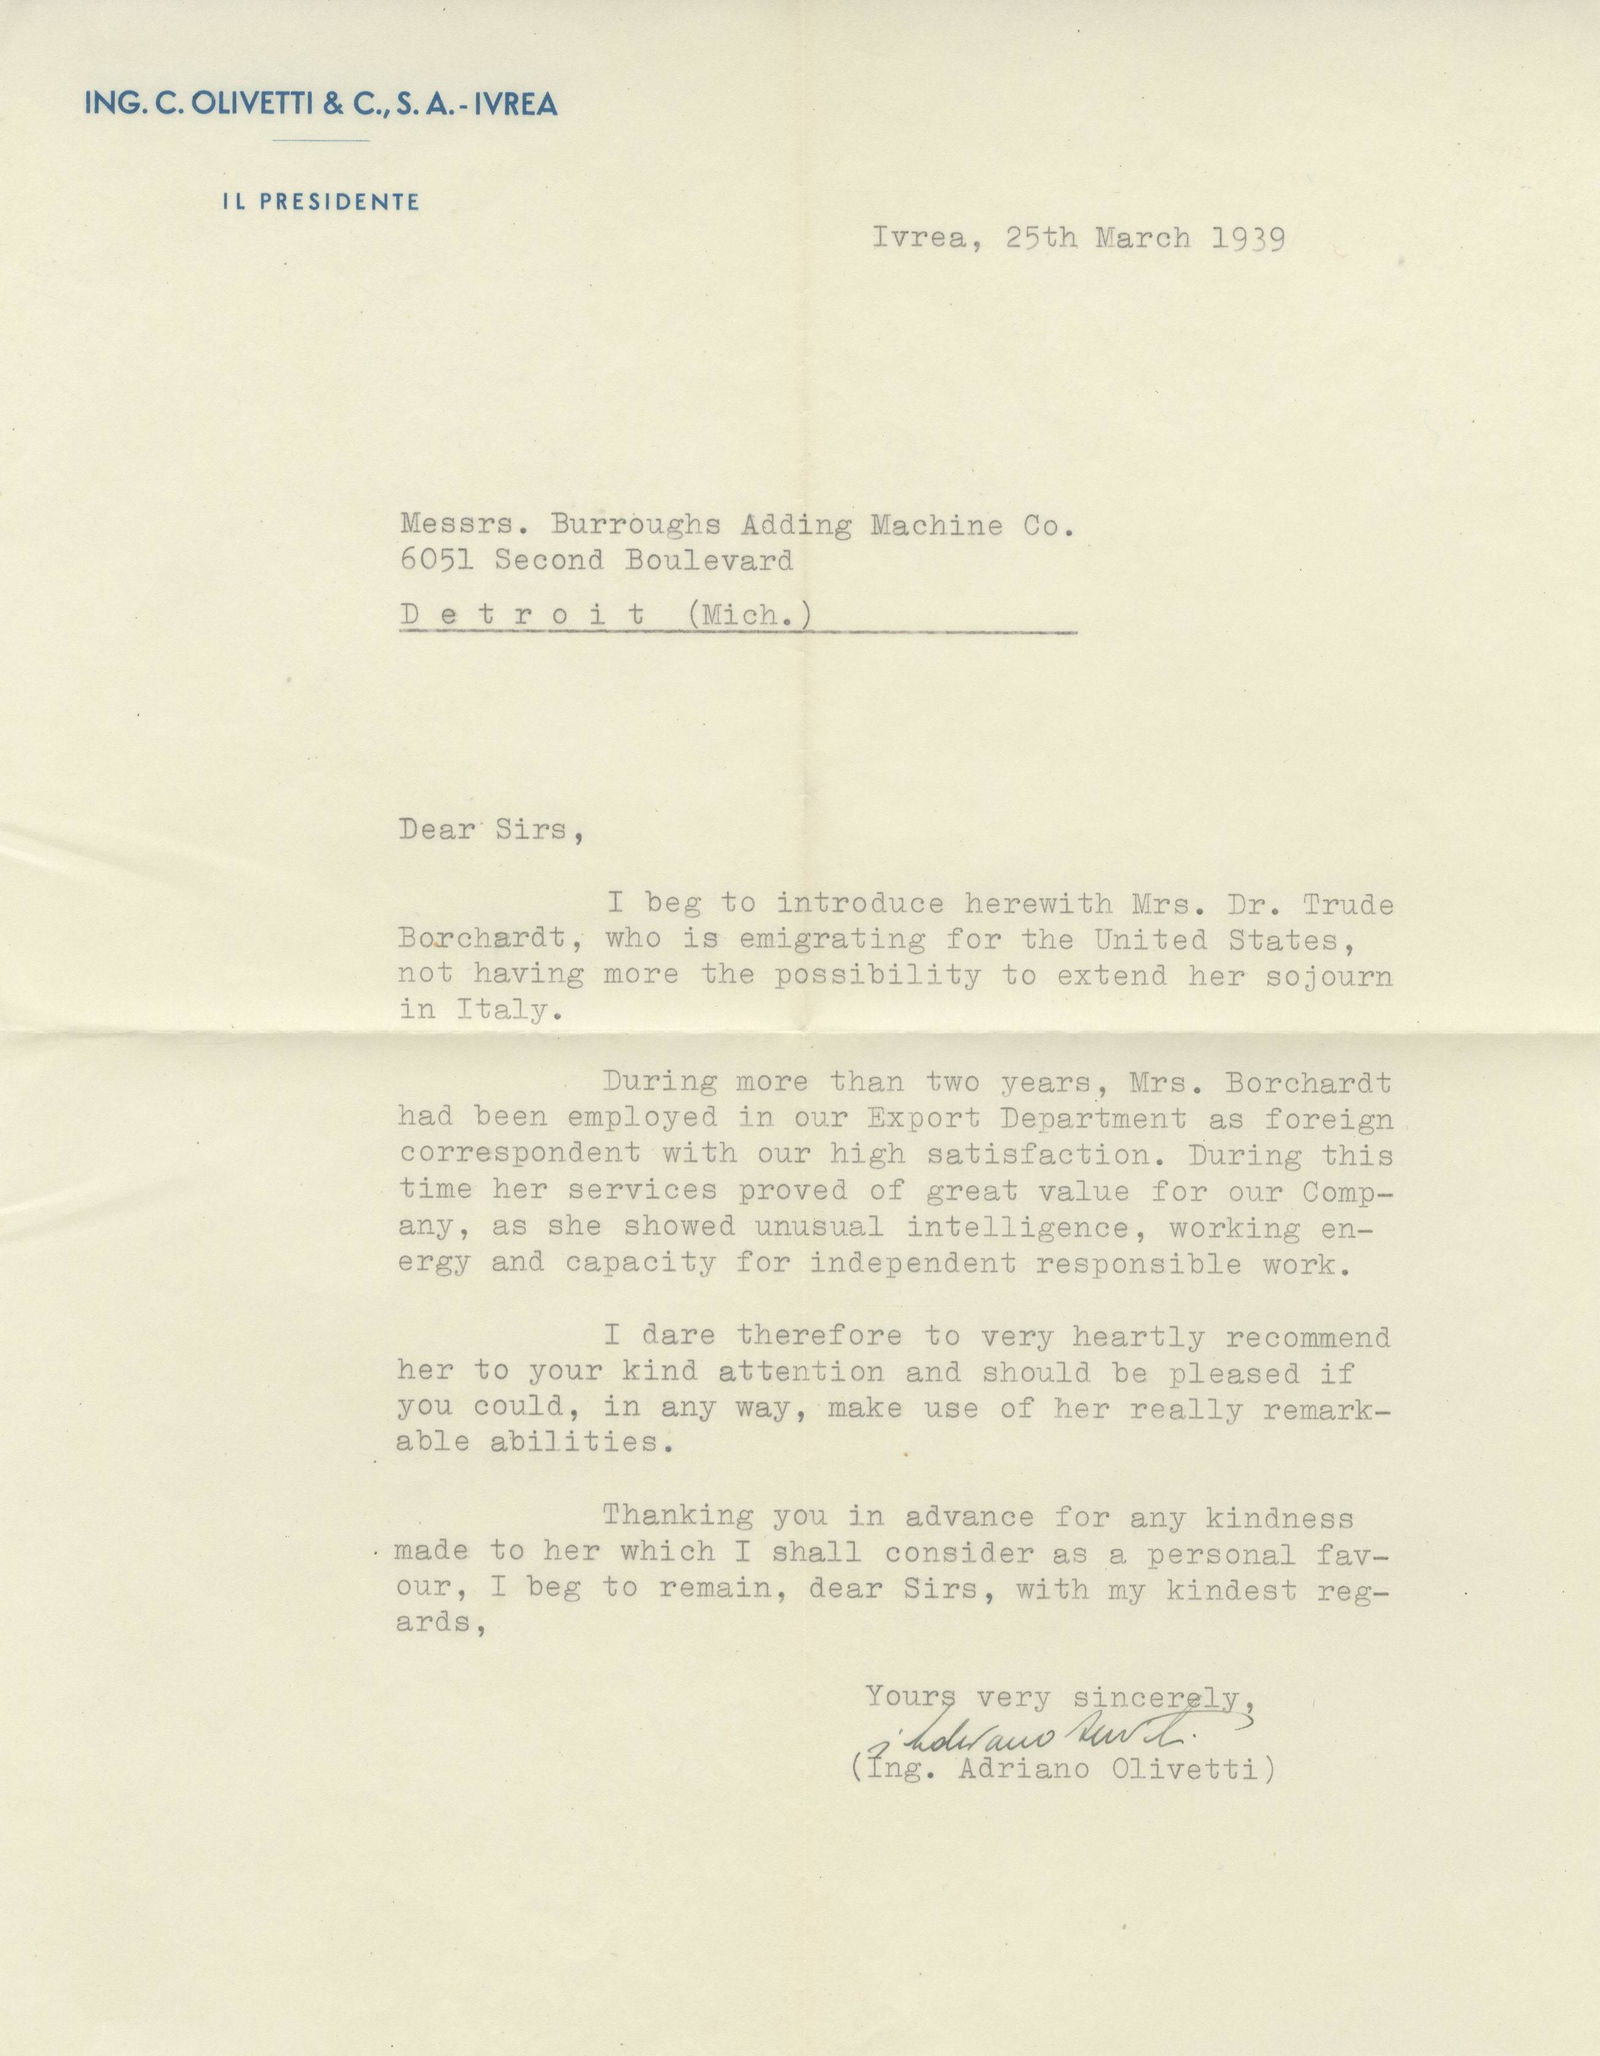 ING. C. OLIVETTI & C., S. A. - IVREA
IL PRESIDENTE
Ivrea, 25th March 1939
Messrs. Burroughs Adding Machine Co.
6051 Second Boulevard
D e t r o i t (Mich.)
Dear Sirs,
I beg to introduce herewith Mrs. Dr. Trude
Borchardt, who is emigrating for the United States,
not having more the possibility to extend her sojourn
in Italy.
During more than two years, Mrs. Borchardt
had been employed in our Export Department as foreign
correspondent with our high satisfaction. During this
time her services proved of great value for our Comp-
any, as she showed unusual intelligence, working en-
ergy and capacity for independent responsible work.
I dare therefore to very heartly recommend
her to your kind attention and should be pleased if
you could, in any way, make use of her really remark-
able abilities.
Thanking you in advance for any kindness
made to her which I shall consider as a personal fav-
our, I beg to remain, dear Sirs, with my kindest reg-
ards,
Yours very sincerely,
Adriano Olivetti
(Ing. Adriano Olivetti)